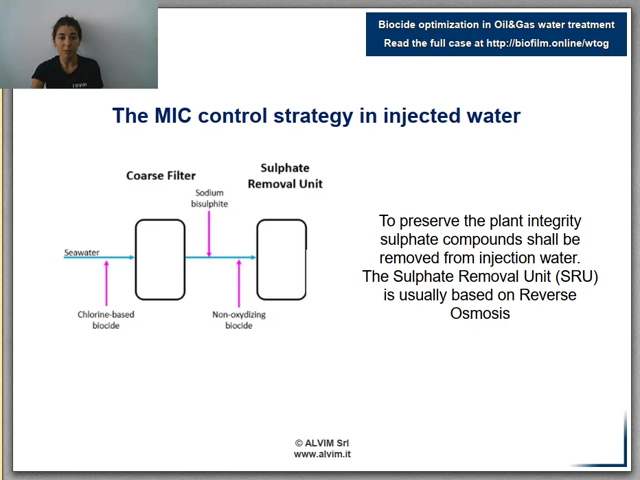 Biocide optimization in Oil&Gas water treatment
Read the full case at http://biofilm.online/wtog
The MIC control strategy in injected water
Coarse Filter
Sulphate
Removal Unit
Sodium
bisulphite
Seawater
Chlorine-based
biocide
Non-oxydizing
biocide
To preserve the plant integrity
sulphate compounds shall be
removed from injection water.
The Sulphate Removal Unit (SRU)
is usually based on Reverse
Osmosis
© ALVIM Srl
www.alvim.it